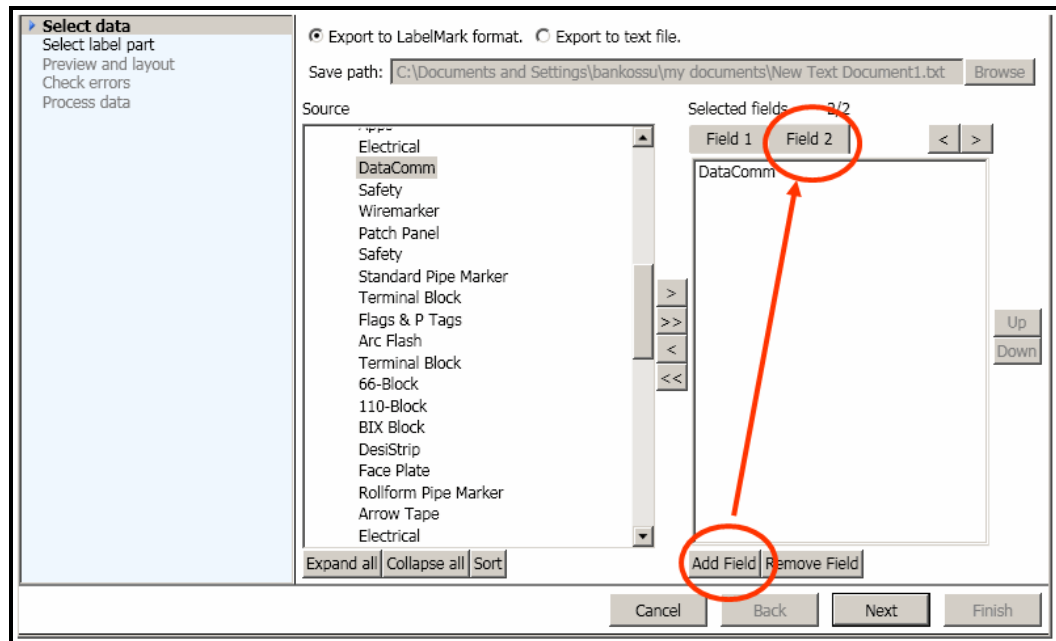 Select data
Select label part
Preview and layout
Check errors
Process data
Export to LabelMark format. Export to text file.
Save path: C:\Documents and Settings\bankossu\my documents\New Text Document1.txt Browse
Source
Electrical
DataComm
Safety
Wiremarker
Patch Panel
Safety
Standard Pipe Marker
Terminal Block
Flags & P Tags
Arc Flash
Terminal Block
66-Block
110-Block
BIX Block
DesiStrip
Face Plate
Rollform Pipe Marker
Arrow Tape
Electrical
Expand all Collapse all Sort
>
>>
<
<<
Selected fields 2/2
Field 1 Field 2 < >
DataComm
Up
Down
Add Field Remove Field
Cancel Back Next Finish